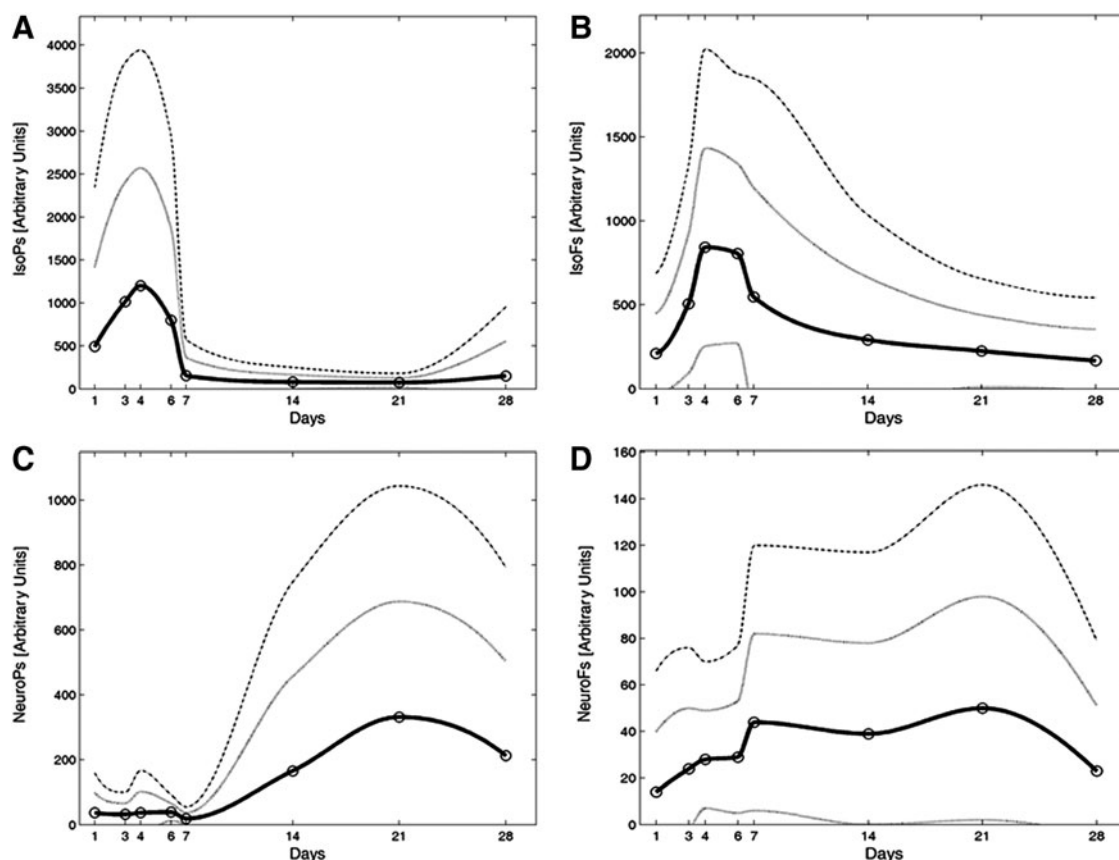 A
IsoPs [Arbitrary Units]
4000
3500
3000
2500
2000
1500
1000
500
0
1 3 4 6 7 14 21 28
Days
B
IsoFs [Arbitrary Units]
2000
1500
1000
500
0
1 3 4 6 7 14 21 28
Days
C
NeuroPs [Arbitrary Units]
1000
800
600
400
200
0
1 3 4 6 7 14 21 28
Days
D
NeuroFs [Arbitrary Units]
160
140
120
100
80
60
40
20
0
1 3 4 6 7 14 21 28
Days